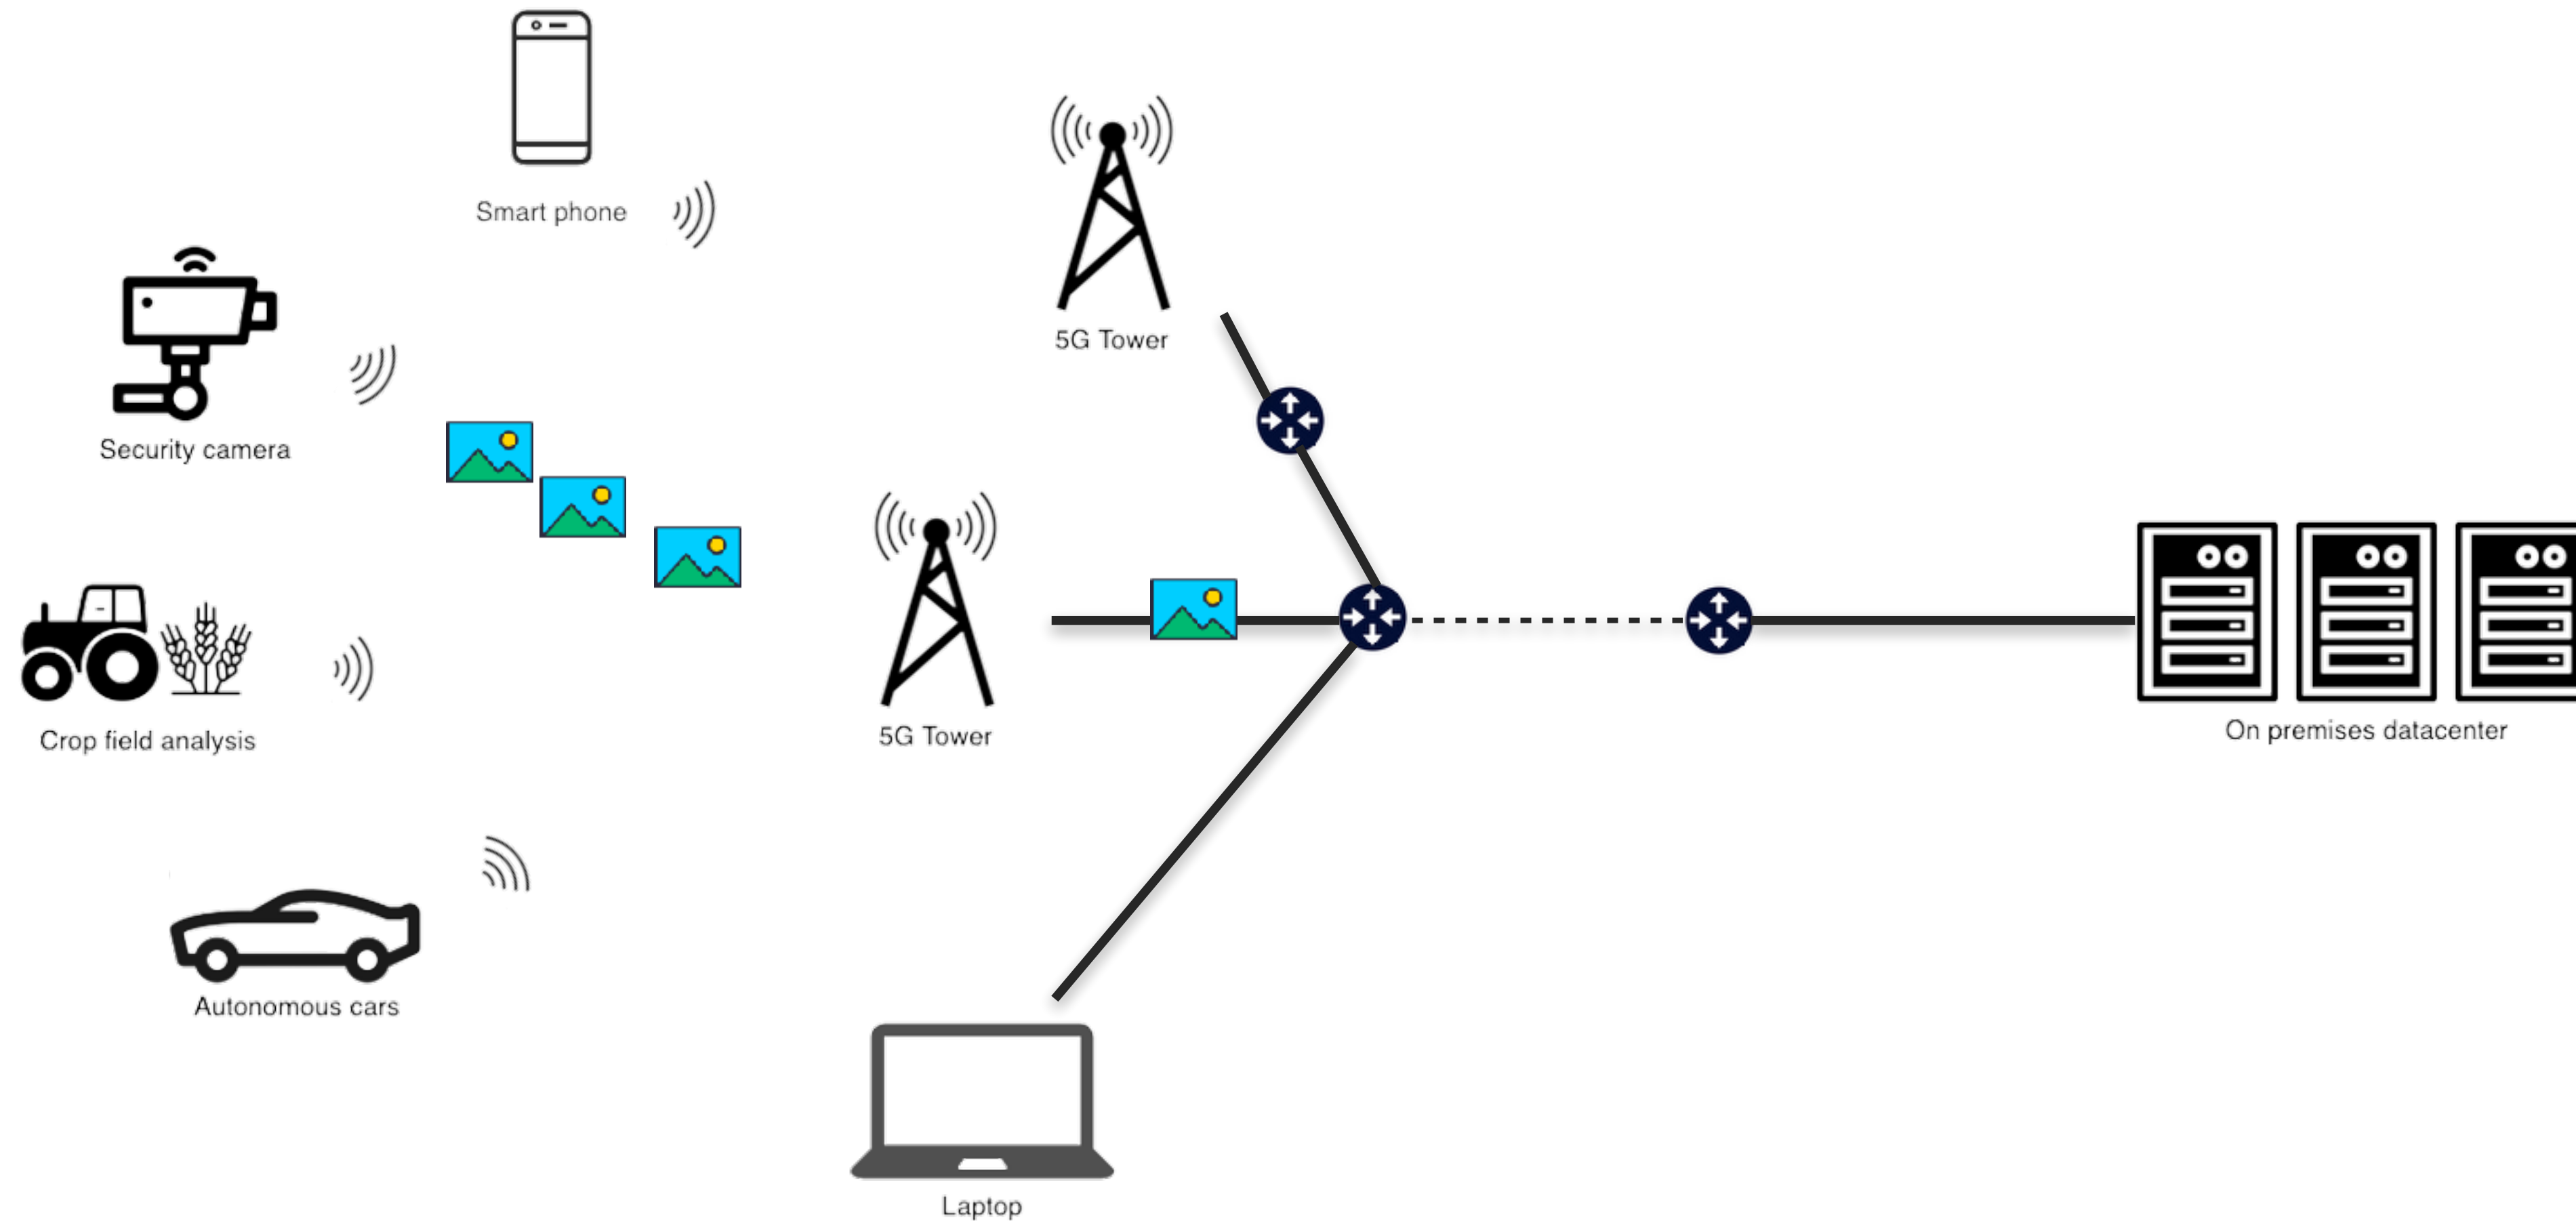 Smart phone
5G Tower
Security camera
5G Tower
On premises datacenter
Crop field analysis
Autonomous cars
Laptop